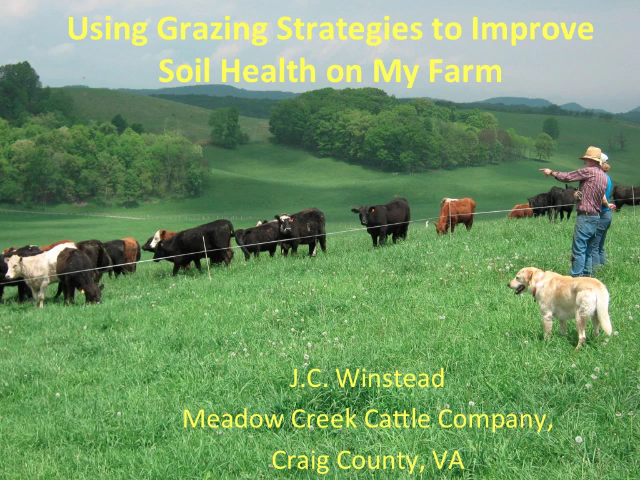 Using Grazing Strategies to Improve
Soil Health on My Farm
J.C. Winstead
Meadow Creek Cattle Company,
Craig County, VA